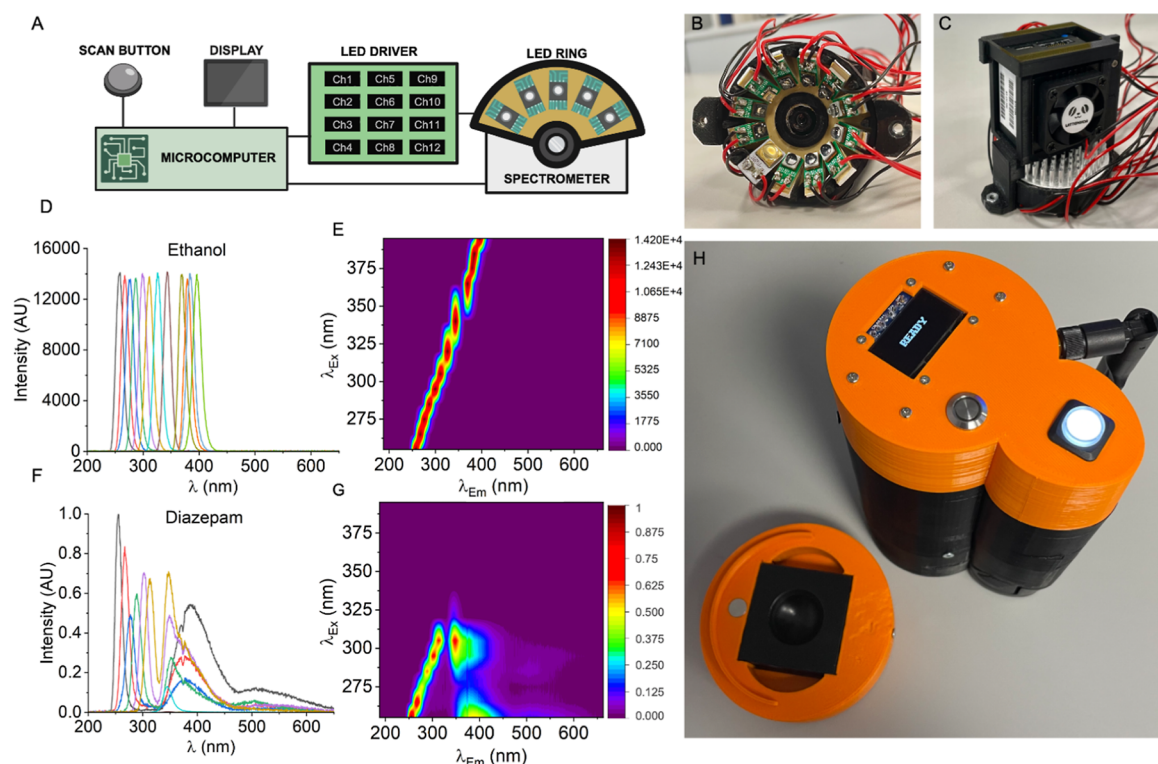 A
SCAN BUTTON
DISPLAY
LED DRIVER
LED RING
Ch1 Ch5 Ch9
Ch2 Ch6 Ch10
Ch3 Ch7 Ch11
Ch4 Ch8 Ch12
MICROCOMPUTER
SPECTROMETER
B
C
D
Ethanol
Intensity (AU)
16000
12000
8000
4000
0
200 300 400 500 600
λ (nm)
E
λEx (nm)
375
350
325
300
275
200 300 400 500 600
λEm (nm)
1.420E+4
1.243E+4
1.065E+4
8875
7100
5325
3550
1775
0.000
F
Diazepam
Intensity (AU)
1.0
0.8
0.6
0.4
0.2
0.0
200 300 400 500 600
λ (nm)
G
λEx (nm)
375
350
325
300
275
200 300 400 500 600
λEm (nm)
1
0.875
0.750
0.625
0.500
0.375
0.250
0.125
0.000
H
READY